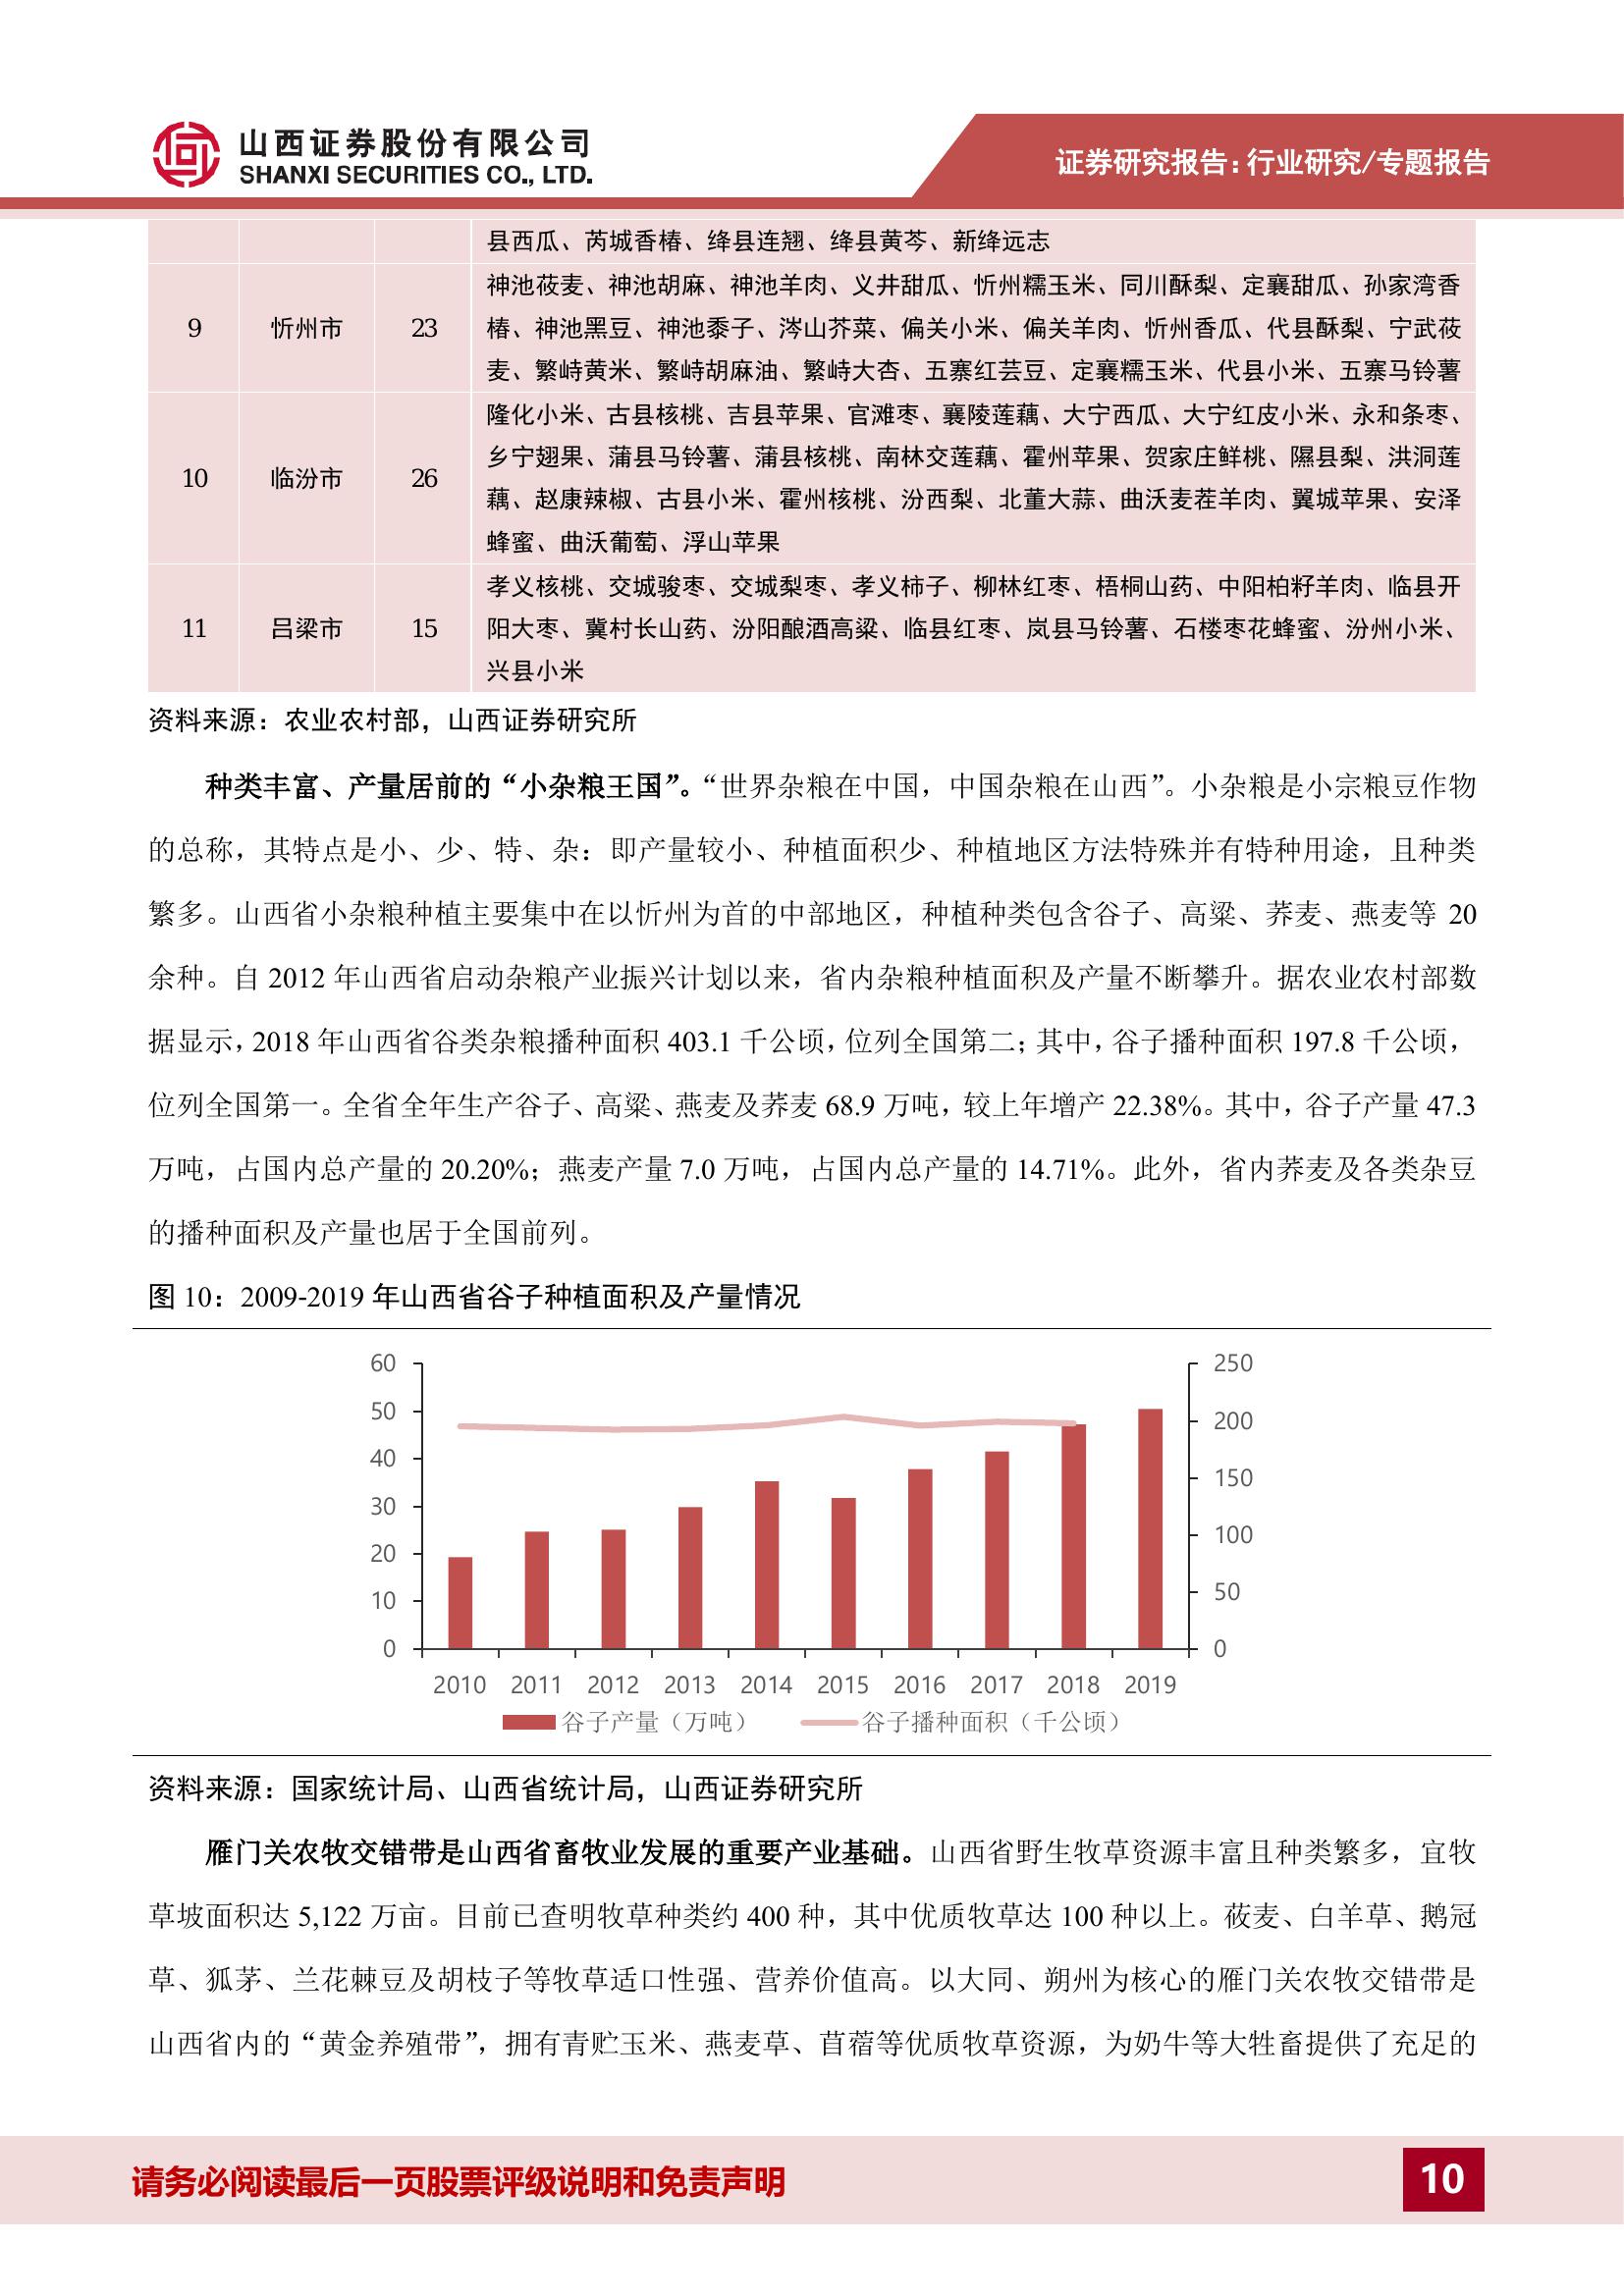 山西证券股份有限公司
SHANXI SECURITIES CO., LTD.
证券研究报告:行业研究/专题报告
县西瓜、芮城香椿、绛县连翘、绛县黄芩、新绛远志
9 忻州市 23 神池莜麦、神池胡麻、神池羊肉、义井甜瓜、忻州糯玉米、同川酥梨、定襄甜瓜、孙家湾香
椿、神池黑豆、神池黍子、涔山芥菜、偏关小米、偏关羊肉、忻州香瓜、代县酥梨、宁武莜
麦、繁峙黄米、繁峙胡麻油、繁峙大杏、五寨红芸豆、定襄糯玉米、代县小米、五寨马铃薯
10 临汾市 26 隆化小米、古县核桃、吉县苹果、官滩枣、襄陵莲藕、大宁西瓜、大宁红皮小米、永和条枣、
乡宁翅果、蒲县马铃薯、蒲县核桃、南林交莲藕、霍州苹果、贺家庄鲜桃、隰县梨、洪洞莲
藕、赵康辣椒、古县小米、霍州核桃、汾西梨、北董大蒜、曲沃麦茬羊肉、翼城苹果、安泽
蜂蜜、曲沃葡萄、浮山苹果
11 吕梁市 15 孝义核桃、交城骏枣、交城梨枣、孝义柿子、柳林红枣、梧桐山药、中阳柏籽羊肉、临县开
阳大枣、冀村长山药、汾阳酿酒高粱、临县红枣、岚县马铃薯、石楼枣花蜂蜜、汾州小米、
兴县小米
资料来源：农业农村部，山西证券研究所
种类丰富、产量居前的“小杂粮王国”。“世界杂粮在中国，中国杂粮在山西”。小杂粮是小宗粮豆作物
的总称，其特点是小、少、特、杂：即产量较小、种植面积少、种植地区方法特殊并有特种用途，且种类
繁多。山西省小杂粮种植主要集中在以忻州为首的中部地区，种植种类包含谷子、高粱、荞麦、燕麦等 20
余种。自 2012 年山西省启动杂粮产业振兴计划以来，省内杂粮种植面积及产量不断攀升。据农业农村部数
据显示，2018 年山西省谷类杂粮播种面积 403.1 千公顷，位列全国第二；其中，谷子播种面积 197.8 千公顷，
位列全国第一。全省全年生产谷子、高粱、燕麦及荞麦 68.9 万吨，较上年增产 22.38%。其中，谷子产量 47.3
万吨，占国内总产量的 20.20%；燕麦产量 7.0 万吨，占国内总产量的 14.71%。此外，省内荞麦及各类杂豆
的播种面积及产量也居于全国前列。
图 10：2009-2019 年山西省谷子种植面积及产量情况
60 250
50 200
40 150
30 100
20
10 50
0 0
2010 2011 2012 2013 2014 2015 2016 2017 2018 2019
谷子产量（万吨） 谷子播种面积（千公顷）
资料来源：国家统计局、山西省统计局，山西证券研究所
雁门关农牧交错带是山西省畜牧业发展的重要产业基础。山西省野生牧草资源丰富且种类繁多，宜牧
草坡面积达 5,122 万亩。目前已查明牧草种类约 400 种，其中优质牧草达 100 种以上。莜麦、白羊草、鹅冠
草、狐茅、兰花棘豆及胡枝子等牧草适口性强、营养价值高。以大同、朔州为核心的雁门关农牧交错带是
山西省内的“黄金养殖带”，拥有青贮玉米、燕麦草、苜蓿等优质牧草资源，为奶牛等大牲畜提供了充足的
请务必阅读最后一页股票评级说明和免责声明
10